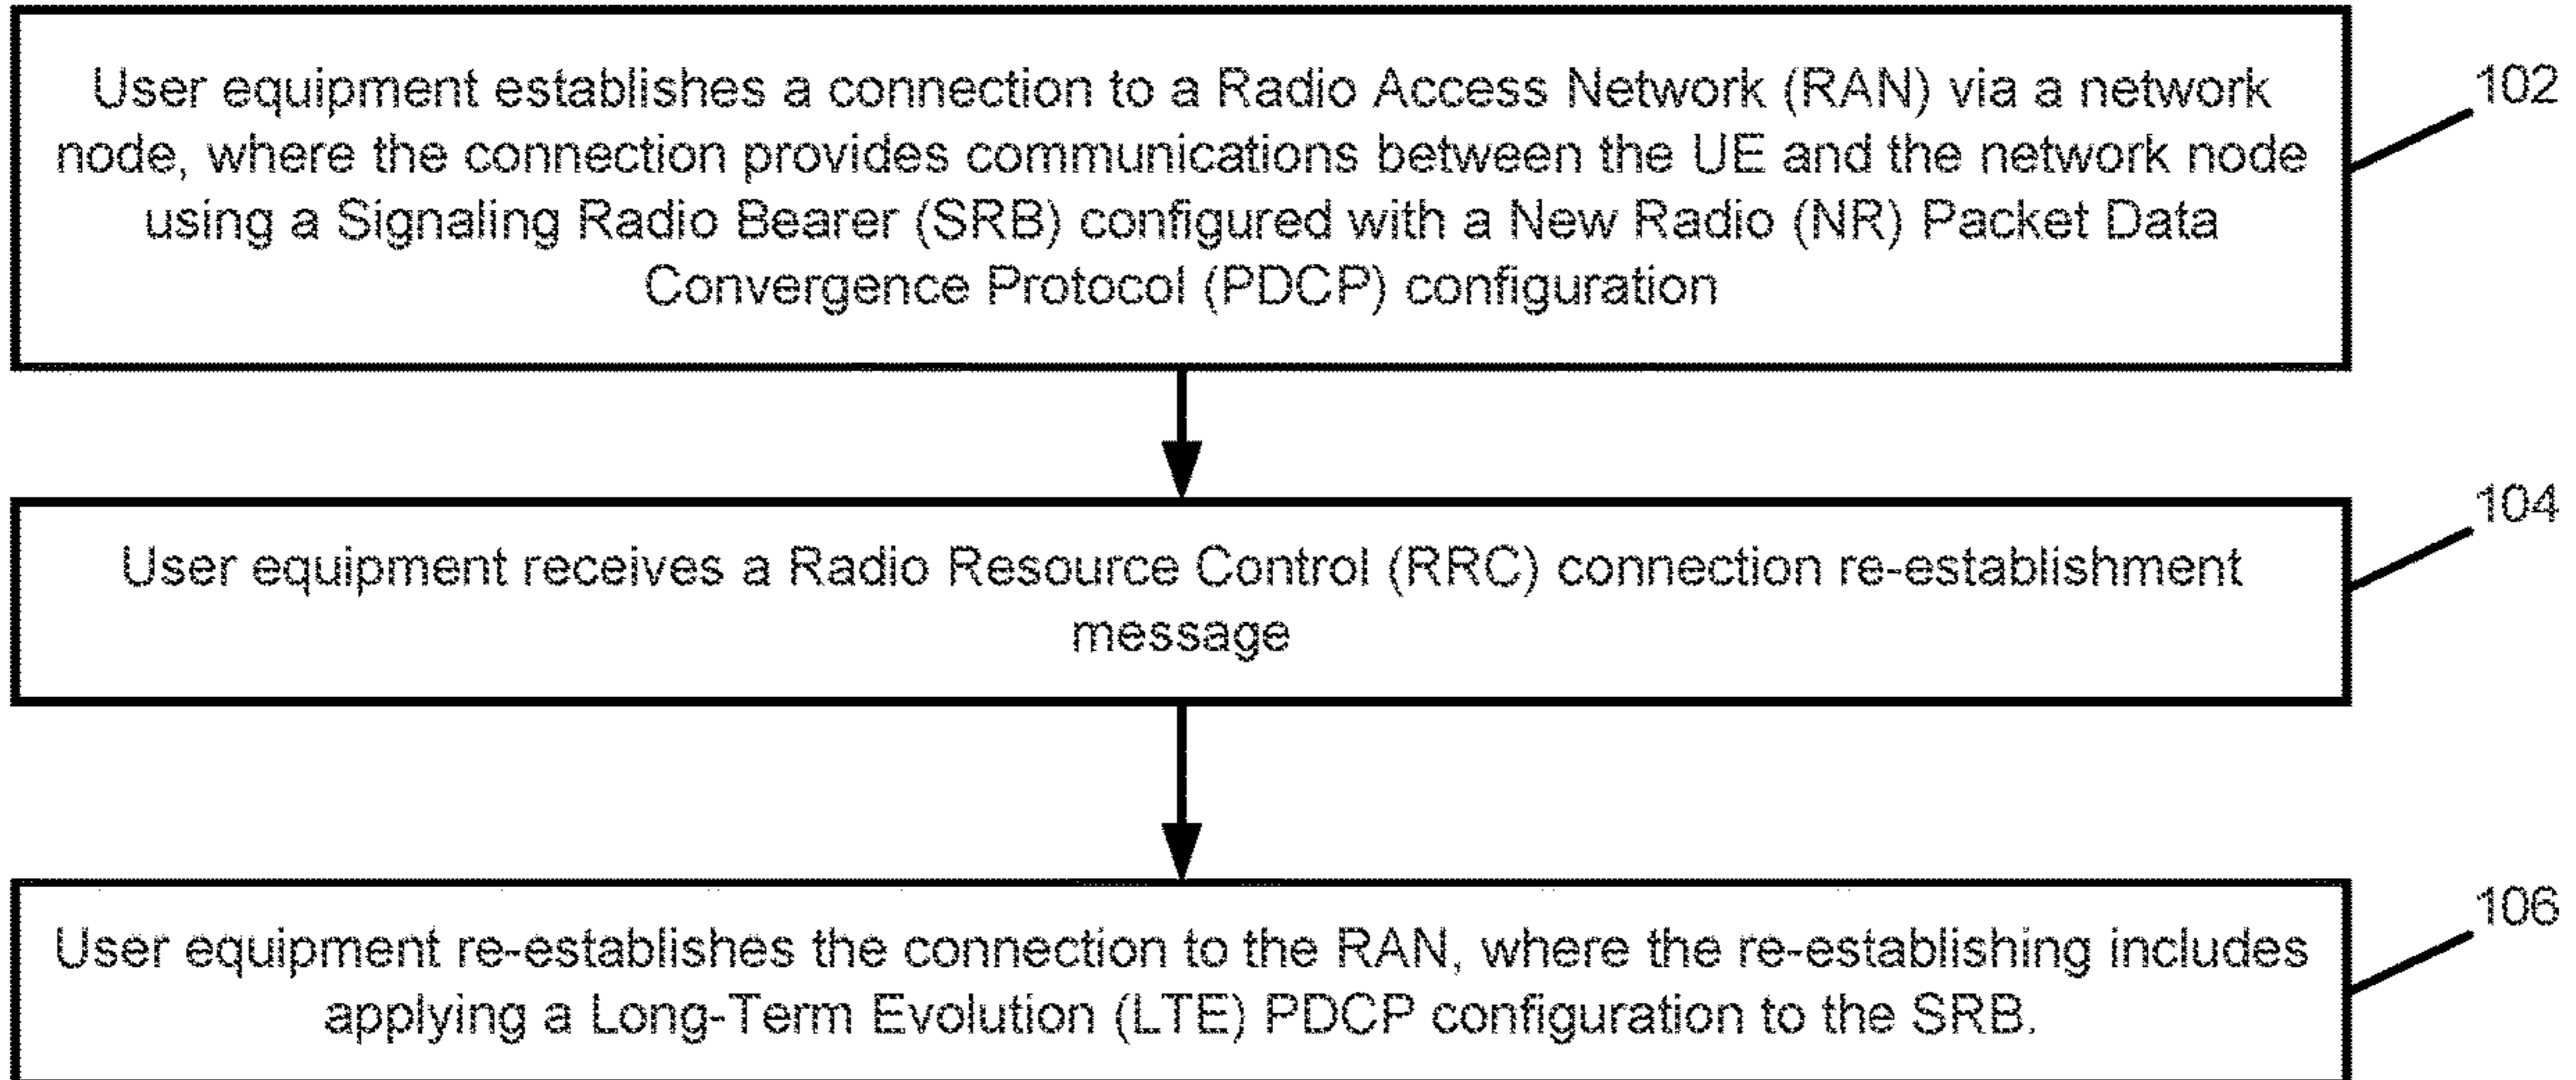 User equipment establishes a connection to a Radio Access Network (RAN) via a network
node, where the connection provides communications between the UE and the network node
using a Signaling Radio Bearer (SRB) configured with a New Radio (NR) Packet Data
Convergence Protocol (PDCP) configuration
102
User equipment receives a Radio Resource Control (RRC) connection re-establishment
message
104
User equipment re-establishes the connection to the RAN, where the re-establishing includes
applying a Long-Term Evolution (LTE) PDCP configuration to the SRB.
106